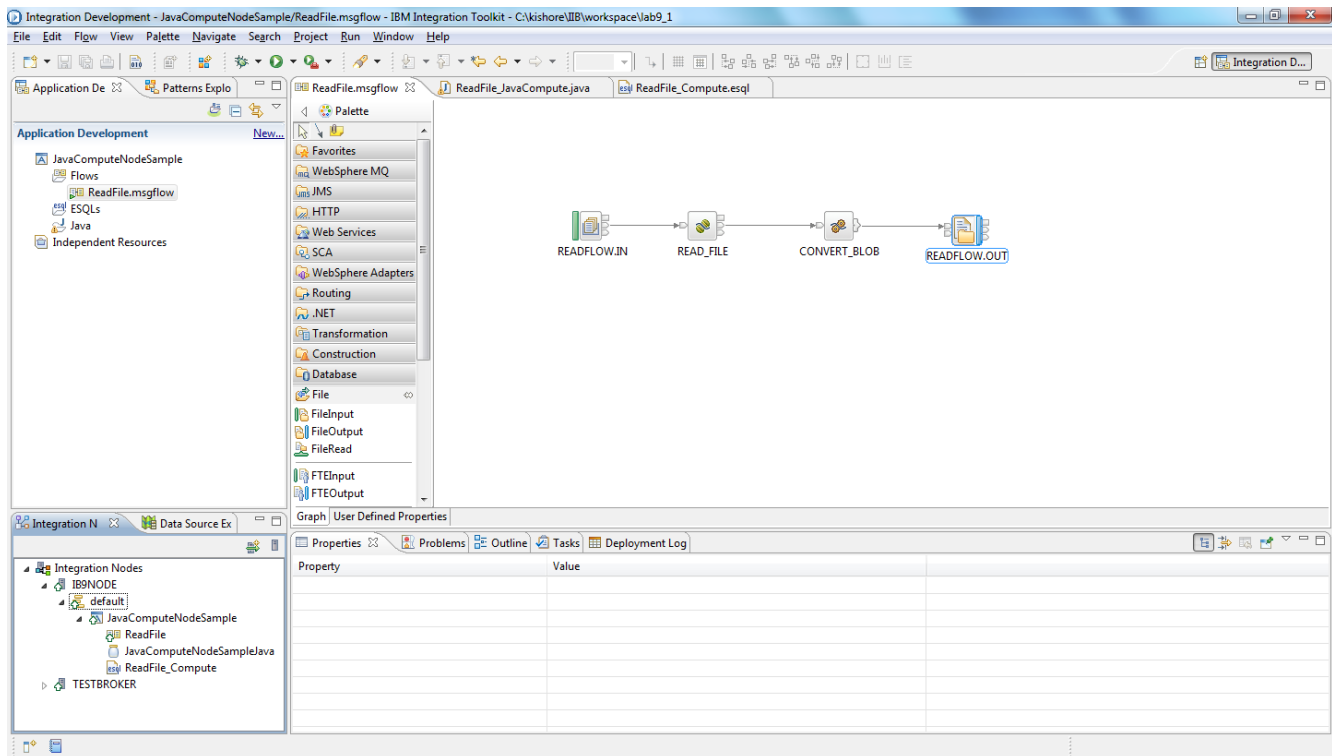 Integration Development - JavaComputeNodeSample/ReadFile.msgflow - IBM Integration Toolkit - C:\kishore\IIB\workspace\lab9_1
File Edit Flow View Palette Navigate Search Project Run Window Help
Integration D...
Application De
Patterns Explo
Application Development
New...
JavaComputeNodeSample
Flows
ReadFile.msgflow
ESQLs
Java
Independent Resources
ReadFile.msgflow
ReadFile_JavaCompute.java
ReadFile_Compute.esql
Palette
Favorites
WebSphere MQ
JMS
HTTP
Web Services
SCA
WebSphere Adapters
Routing
.NET
Transformation
Construction
Database
File
FileInput
FileOutput
FileRead
FTEInput
FTEOutput
READFLOW.IN
READ_FILE
CONVERT_BLOB
READFLOW.OUT
Graph
User Defined Properties
Integration N
Data Source Ex
Integration Nodes
IB9NODE
default
JavaComputeNodeSample
ReadFile
JavaComputeNodeSampleJava
ReadFile_Compute
TESTBROKER
Properties
Problems
Outline
Tasks
Deployment Log
Property
Value